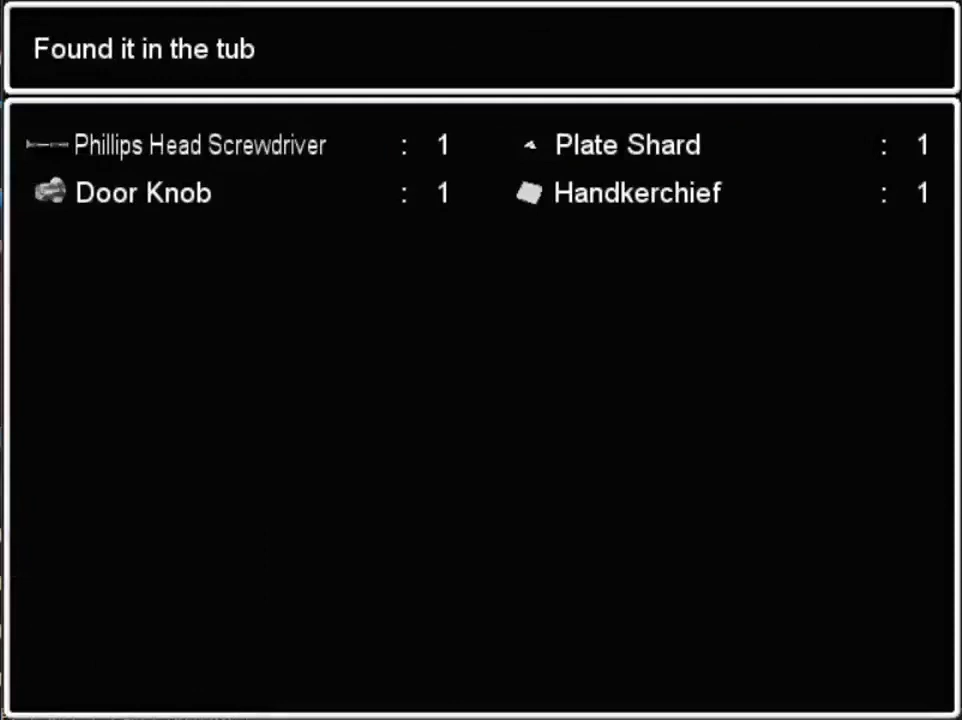 Found it in the tub
Phillips Head Screwdriver : 1 Plate Shard : 1
Door Knob : 1 Handkerchief : 1